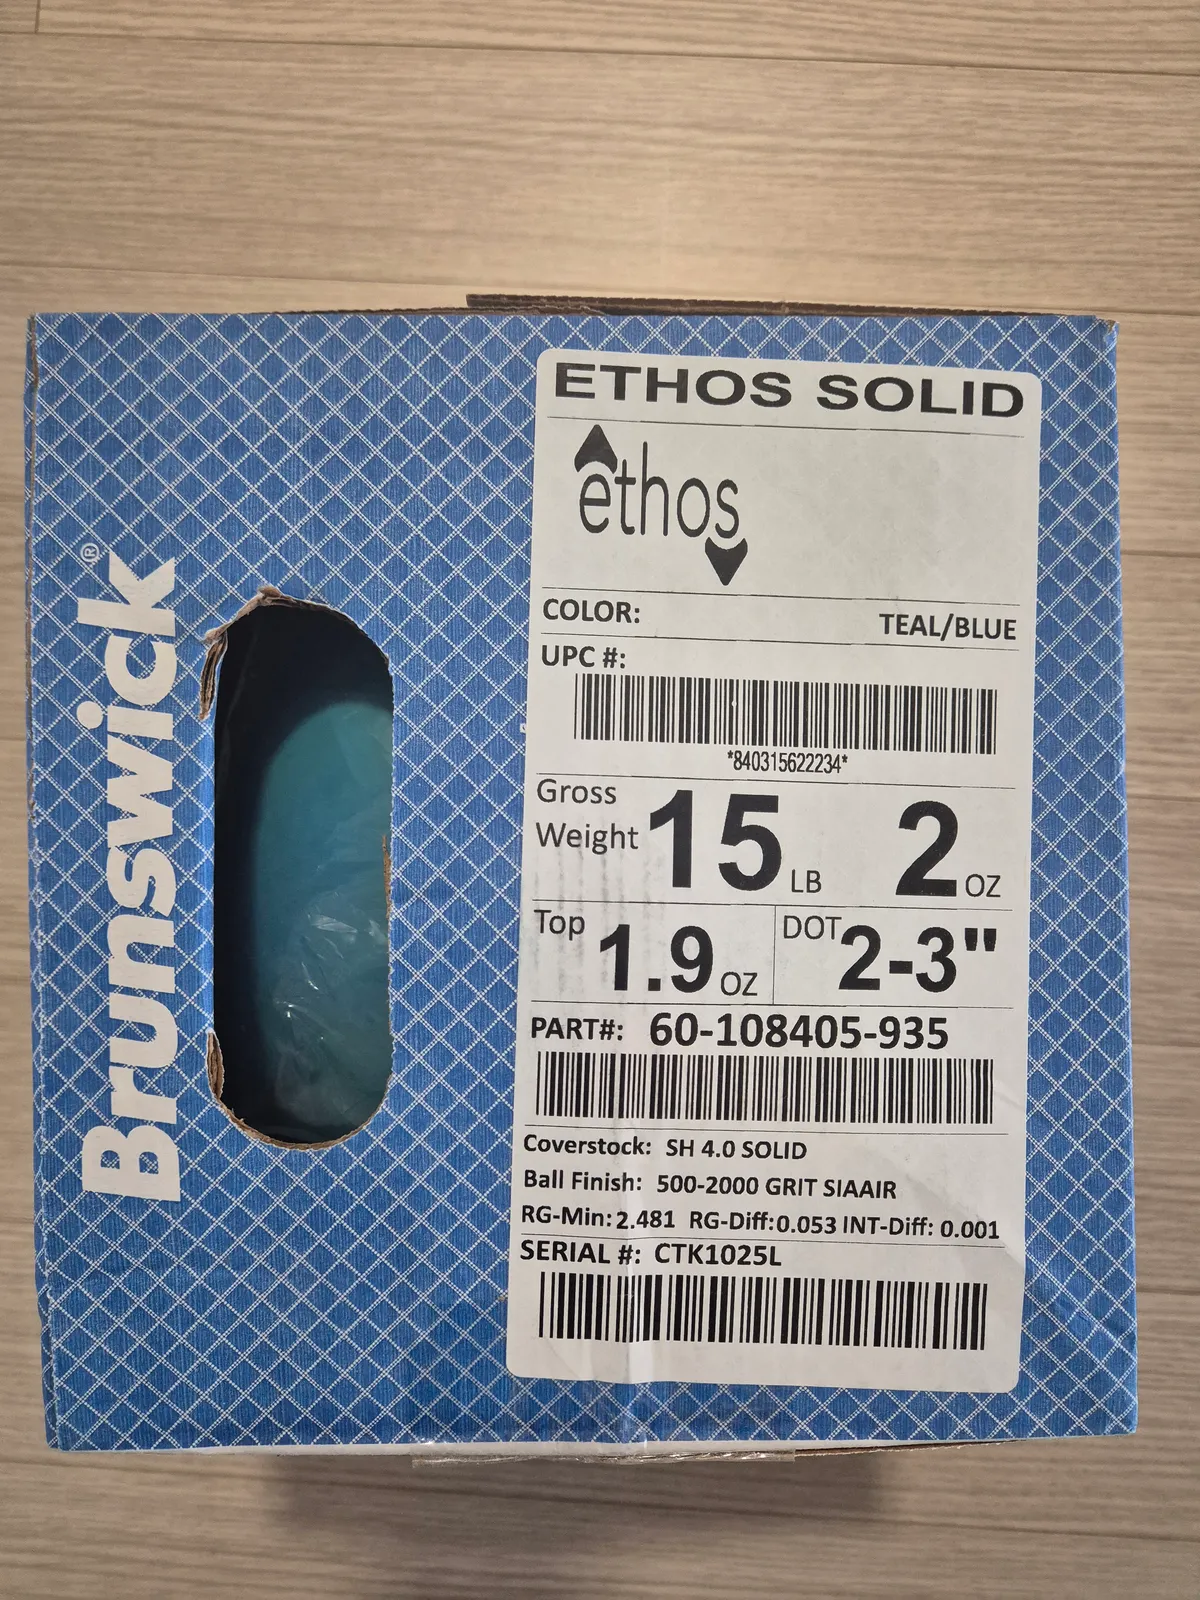 Brunswick®
ETHOS SOLID
ethos
COLOR: TEAL/BLUE
UPC #:
*840315622234*
Gross Weight 15 LB 2 OZ
Top 1.9 OZ DOT 2-3"
PART#: 60-108405-935
Coverstock: SH 4.0 SOLID
Ball Finish: 500-2000 GRIT SIAAIR
RG-Min: 2.481 RG-Diff: 0.053 INT-Diff: 0.001
SERIAL #: CTK1025L